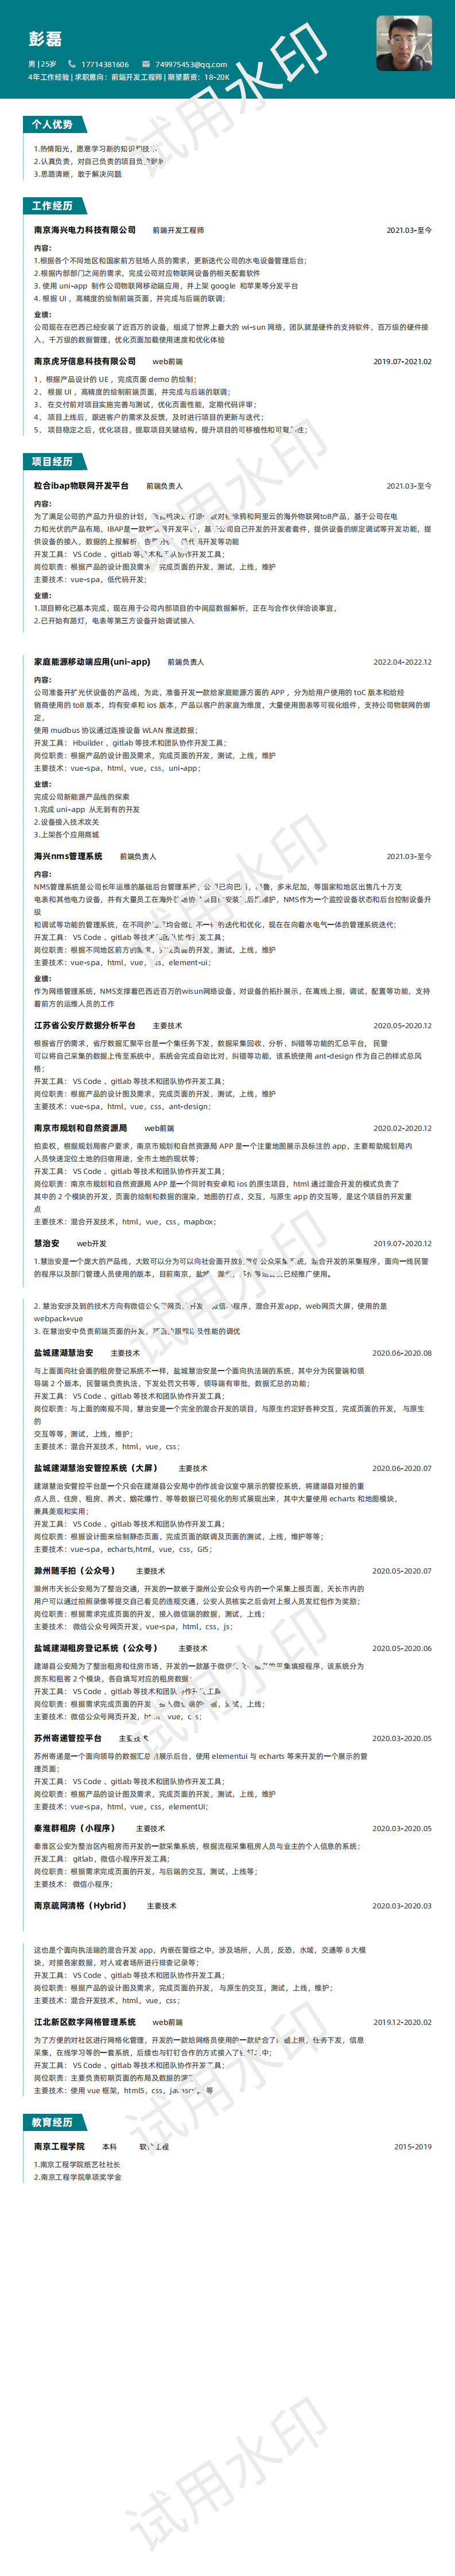 彭磊
男 | 25岁 17714381606 749975453@qq.com
4年工作经验 | 求职意向：前端开发工程师 | 期望薪资：18-20K
个人优势
1.热情阳光，愿意学习新的知识和技术
2.认真负责，对自己负责的项目负责到底
3.思路清晰，敢于解决问题
工作经历
南京海兴电力科技有限公司 前端开发工程师 2021.03-至今
内容：
1.根据各个不同地区和国家前方驻场人员的需求，更新迭代公司的水电设备管理后台；
2.根据内部部门之间的需求，完成公司对应物联网设备的相关配套软件
3. 使用 uni-app 制作公司物联网移动端应用，并上架 google 和苹果等分发平台
4. 根据 UI，高精度的绘制前端页面，并完成与后端的联调；
业绩：
公司现在在巴西已经安装了近百万的设备，组成了世界上最大的 wi-sun 网络，团队就是硬件的支持软件，百万级的硬件接
入，千万级的数据管理，优化页面加载使用速度和优化体验
南京虎牙信息科技有限公司 web前端 2019.07-2021.02
1、根据产品设计的 UE，完成页面 demo 的绘制；
2、 根据 UI，高精度的绘制前端页面，并完成与后端的联调；
3、 在交付前对项目实施完善与测试，优化页面性能，定期代码评审；
4、 项目上线后，跟进客户的需求及反馈，及时进行项目的更新与迭代；
5、 项目稳定之后，优化项目，提取项目关键结构，提升项目的可移植性和可复用性；
项目经历
粒合ibap物联网开发平台 前端负责人 2021.03-至今
内容：
为了满足公司的产品力升级的计划，所以决定打造一款对标涂鸦和阿里云的海外物联网toB产品，基于公司在电
力和光伏的产品布局，IBAP是一款物联网开发平台，基于公司自己开发的开发者套件，提供设备的绑定调试等开发功能，提
供设备的接入，数据的上报解析，告警分析，低代码开发等功能
开发工具： VS Code 、gitlab 等技术和团队协作开发工具；
岗位职责：根据产品的设计图及需求，完成页面的开发，测试，上线，维护
主要技术：vue-spa，低代码开发；
业绩：
1.项目孵化已基本完成，现在用于公司内部项目的中间层数据解析，正在与合作伙伴洽谈事宜，
2.已开始有路灯，电表等第三方设备开始调试接入
家庭能源移动端应用(uni-app) 前端负责人 2022.04-2022.12
内容：
公司准备开扩光伏设备的产品线，为此，准备开发一款给家庭能源方面的 APP ，分为给用户使用的 toC 版本和给经
销商使用的 toB 版本，均有安卓和 ios 版本，产品以客户的家庭为维度，大量使用图表等可视化组件，支持公司物联网的绑
定，
使用 mudbus 协议通过连接设备 WLAN 推送数据；
开发工具： Hbuilder 、gitlab 等技术和团队协作开发工具；
岗位职责：根据产品的设计图及需求，完成页面的开发，测试，上线，维护
主要技术：vue-spa，html，vue，css，uni-app；
业绩：
完成公司新能源产品线的探索
1.完成 uni-app 从无到有的开发
2.设备接入技术攻关
3.上架各个应用商城
海兴nms管理系统 前端负责人 2021.03-至今
内容：
NMS管理系统是公司长年运维的基础后台管理系统，公司已向巴西，秘鲁，多米尼加，等国家和地区出售几十万支
电表和其他电力设备，并有大量员工在海外驻场协助项目的安装及后期维护，NMS作为一个监控设备状态和后台控制设备升
级
和调试等功能的管理系统，在不同的地区均会做出不一样的迭代和优化，现在在向着水电气一体的管理系统迭代；
开发工具： VS Code 、gitlab 等技术和团队协作开发工具；
岗位职责：根据不同地区前方的需求，完成页面的开发，测试，上线，维护
主要技术：vue-spa，html，vue，css，element-ui；
业绩：
作为网络管理系统，NMS支撑着巴西近百万的wisun网络设备，对设备的拓扑展示，在离线上报，调试，配置等功能，支持
着前方的运维人员的工作
江苏省公安厅数据分析平台 主要技术 2020.05-2020.12
根据省厅的需求，省厅数据汇聚平台是一个集任务下发，数据采集回收、分析、纠错等功能的汇总平台， 民警
可以将自己采集的数据上传至系统中，系统会完成自动比对，纠错等功能，该系统使用 ant-design 作为自己的样式总风
格；
开发工具： VS Code 、gitlab 等技术和团队协作开发工具；
岗位职责：根据产品的设计图及需求，完成页面的开发，测试，上线，维护
主要技术：vue-spa，html，vue，css，ant-design；
南京市规划和自然资源局 web前端 2020.02-2020.12
拍卖权，根据规划局客户要求，南京市规划和自然资源局 APP 是一个注重地图展示及标注的 app，主要帮助规划局内
人员快速定位土地的归宿用途，全市土地的现状等；
开发工具： VS Code 、gitlab 等技术和团队协作开发工具；
岗位职责：南京市规划和自然资源局 APP 是一个同时有安卓和 ios 的原生项目，html 通过混合开发的模式负责了
其中的 2 个模块的开发，页面的绘制和数据的渲染，地图的打点，交互，与原生 app 的交互等，是这个项目的开发重
点
主要技术：混合开发技术，html，vue，css，mapbox；
慧治安 web开发 2019.07-2020.12
1.慧治安是一个庞大的产品线，大致可以分为可以向社会面开放的微信公众采集系统，混合开发的采集程序，面向一线民警
的程序以及部门管理人员使用的版本，目前南京，盐城，滁州，苏州等地公安已经推广使用。
2. 慧治安涉及到的技术方向有微信公众号网页开发，微信小程序，混合开发app，web网页大屏，使用的是
webpack+vue
3. 在慧治安中负责前端页面的开发，项目的跟踪以及性能的调优
盐城建湖慧治安 主要技术 2020.06-2020.08
与上面面向社会面的租房登记系统不一样，盐城慧治安是一个面向执法端的系统，其中分为民警端和领
导端 2 个版本，民警端负责执法，下发处罚文书等，领导端有审批，数据汇总的功能；
开发工具： VS Code 、gitlab 等技术和团队协作开发工具；
岗位职责：与上面的南规不同，慧治安是一个完全的混合开发的项目，与原生约定好各种交互，完成页面的开发， 与原生
的
交互等等，测试，上线，维护；
主要技术：混合开发技术，html，vue，css；
盐城建湖慧治安管控系统（大屏） 主要技术 2020.06-2020.07
建湖慧治安管控平台是一个只会在建湖县公安局中的作战会议室中展示的管控系统，将建湖县对接的重
点人员、住房、租房、养犬、烟花爆竹、等等数据已可视化的形式展现出来，其中大量使用 echarts 和地图模块，
兼具美观和实用；
开发工具： VS Code 、gitlab 等技术和团队协作开发工具；
岗位职责：根据设计图来绘制静态页面，完成页面的联调及页面的测试，上线，维护等等；
主要技术：vue-spa，echarts,html，vue，css，GIS；
滁州随手拍（公众号） 主要技术 2020.05-2020.07
滁州市天长公安局为了整治交通，开发的一款嵌于滁州公安公众号内的一个采集上报页面，天长市内的
用户可以通过拍照录像等提交自己看见的违规交通，公安人员核实之后会对上报人员发红包作为奖励；
岗位职责：根据需求完成页面的开发，接入微信端的数据，测试，上线；
主要技术： 微信公众号网页开发，vue-spa，html，css，js；
盐城建湖租房登记系统（公众号） 主要技术 2020.05-2020.06
建湖县公安局为了整治租房和住房市场，开发的一款基于微信公众号服务的采集填报程序，该系统分为
房东和租客 2 个模块，各自填写对应的租房数据；
开发工具： VS Code 、gitlab 等技术和团队协作开发工具
岗位职责：根据需求完成页面的开发，接入微信端的数据，测试，上线；
主要技术：微信公众号网页开发，html，vue，css；
苏州寄递管控平台 主要技术 2020.03-2020.05
苏州寄递是一个面向领导的数据汇总的展示后台，使用 elementui 与 echarts 等来开发的一个展示的管
理页面；
开发工具： VS Code 、gitlab 等技术和团队协作开发工具；
岗位职责：根据产品的设计图及需求，完成页面的开发，测试，上线，维护
主要技术：vue-spa，html，vue，css，elementUI；
秦淮群租房（小程序） 主要技术 2020.03-2020.05
秦淮区公安为整治区内租房而开发的一款采集系统，根据流程采集租房人员与业主的个人信息的系统；
开发工具： gitlab，微信小程序开发工具；
岗位职责：根据需求完成页面的开发，与后端的交互，测试，上线等；
主要技术： 微信小程序；
南京疏网清格（Hybrid） 主要技术 2020.03-2020.03
这也是个面向执法端的混合开发 app，内嵌在警综之中，涉及场所，人员，反恐，水域，交通等 8 大模
块，对接各家数据，对人或者场所进行排查记录等；
开发工具： VS Code 、gitlab 等技术和团队协作开发工具；
岗位职责：根据产品的设计图及需求，完成页面的开发， 与原生的交互，测试，上线，维护；
主要技术：混合开发技术，html，vue，css；
江北新区数字网格管理系统 web前端 2019.12-2020.02
为了方便的对社区进行网格化管理，开发的一款给网格员使用的一款结合了问题上报，任务下发，信息
采集，在线学习等的一套系统，后续也与钉钉合作的方式接入了钉钉之中；
开发工具： VS Code 、gitlab 等技术和团队协作开发工具；
岗位职责：主要负责初期页面的布局及数据的渲染
主要技术：使用 vue 框架，html5，css，javascript 等
教育经历
南京工程学院 本科 软件工程 2015-2019
1.南京工程学院纸艺社社长
2.南京工程学院单项奖学金
试用水印
试用水印
试用水印
试用水印
试用水印
试用水印
试用水印